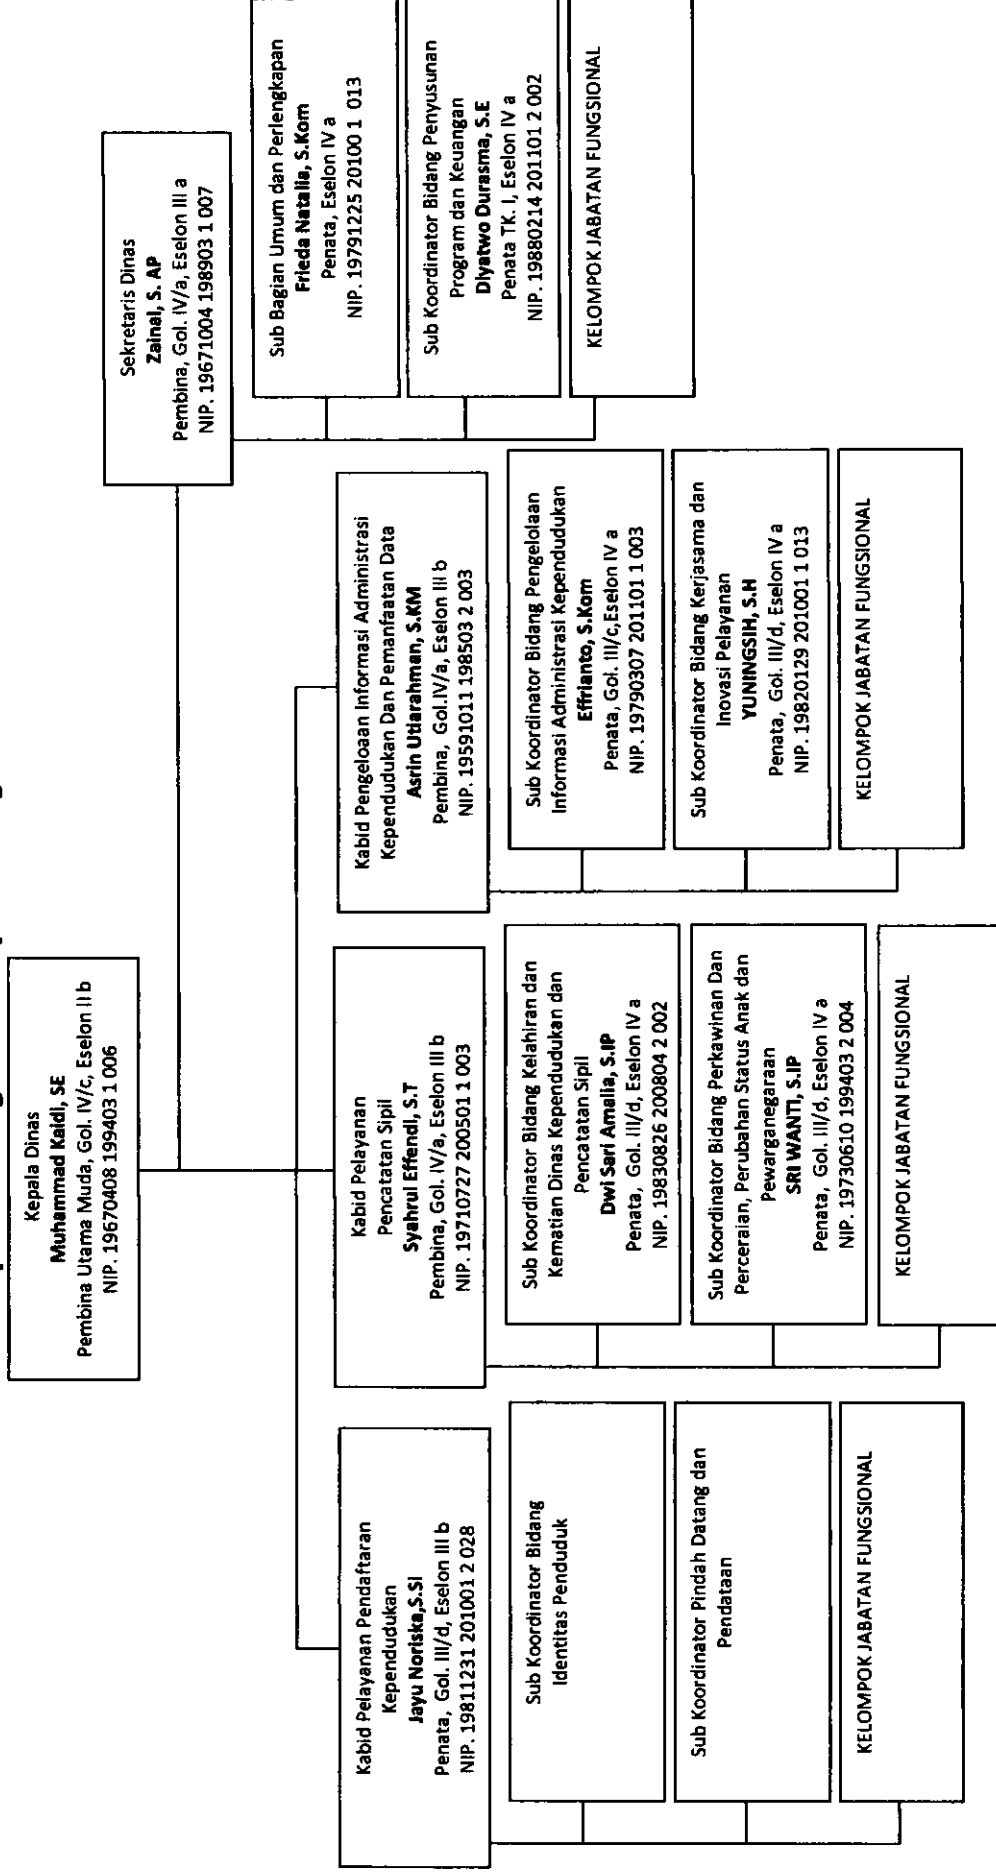 Kepala Dinas
Muhammad Kaidi, SE
Pembina Utama Muda, Gol. IV/c, Eselon II b
NIP. 19670408 199403 1 006
Sekretaris Dinas
Zainal, S. AP
Pembina, Gol. IV/a, Eselon III a
NIP. 19671004 198903 1 007
Sub Bagian Umum dan Perlengkapan
Frieda Natalia, S.Kom
Penata, Eselon IV a
NIP. 19791225 20100 1 013
Sub Koordinator Bidang Penyusunan
Program dan Keuangan
Diyatwo Durasma, S.E
Penata TK. I, Eselon IV a
NIP. 19880214 201101 2 002
KELOMPOK JABATAN FUNGSIONAL
Kabid Pelayanan Pendaftaran
Kependudukan
Jayu Noriska,S.Si
Penata, Gol. III/d, Eselon III b
NIP. 19811231 201001 2 028
Sub Koordinator Bidang
Identitas Penduduk
Sub Koordinator Pindah Datang dan
Pendataan
KELOMPOK JABATAN FUNGSIONAL
Kabid Pelayanan
Pencatatan Sipil
Syahrul Effendi, S.T
Pembina, Gol. IV/a, Eselon III b
NIP. 19710727 200501 1 003
Sub Koordinator Bidang Kelahiran dan
Kematian Dinas Kependudukan dan
Pencatatan Sipil
Dwi Sari Amalia, S.IP
Penata, Gol. III/d, Eselon IV a
NIP. 19830826 200804 2 002
Sub Koordinator Bidang Perkawinan Dan
Perceraian, Perubahan Status Anak dan
Pewarganegaraan
SRI WANTI, S.IP
Penata, Gol. III/d, Eselon IV a
NIP. 19730610 199403 2 004
KELOMPOK JABATAN FUNGSIONAL
Kabid Pengeloaan Informasi Administrasi
Kependudukan Dan Pemanfaatan Data
Asrin Utiarahman, S.KM
Pembina, Gol.IV/a, Eselon III b
NIP. 19591011 198503 2 003
Sub Koordinator Bidang Pengelolaan
Informasi Administrasi Kependudukan
Effrianto, S.Kom
Penata, Gol. III/c,Eselon IV a
NIP. 19790307 201101 1 003
Sub Koordinator Bidang Kerjasama dan
Inovasi Pelayanan
YUNINGSIH, S.H
Penata, Gol. III/d, Eselon IV a
NIP. 19820129 201001 1 013
KELOMPOK JABATAN FUNGSIONAL